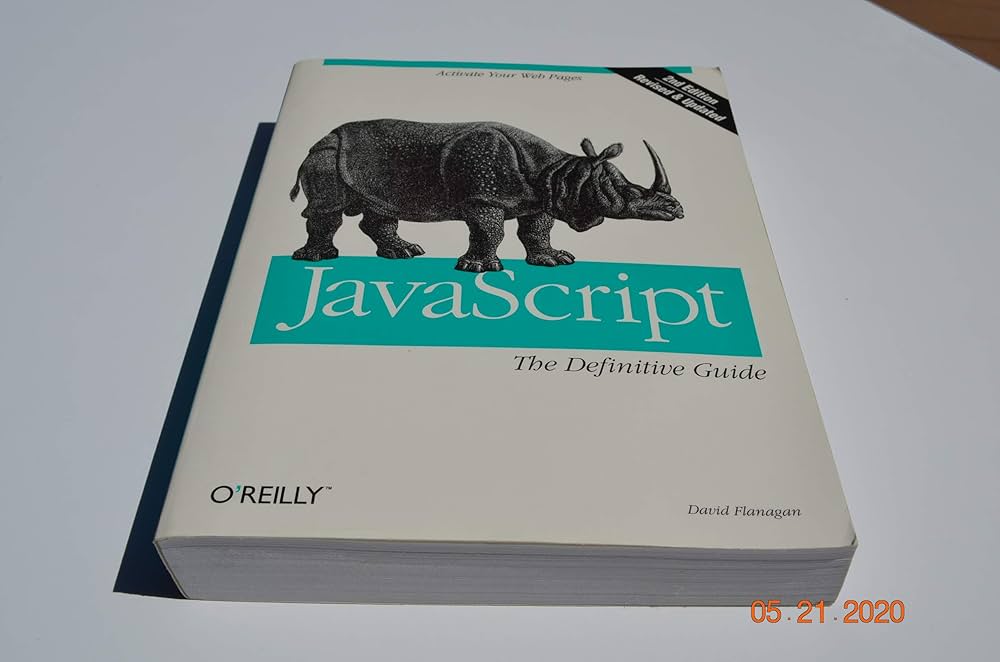 Activate Your Web Pages
2nd Edition
Revised & Updated
JavaScript
The Definitive Guide
O'REILLY™
David Flanagan
05.21.2020